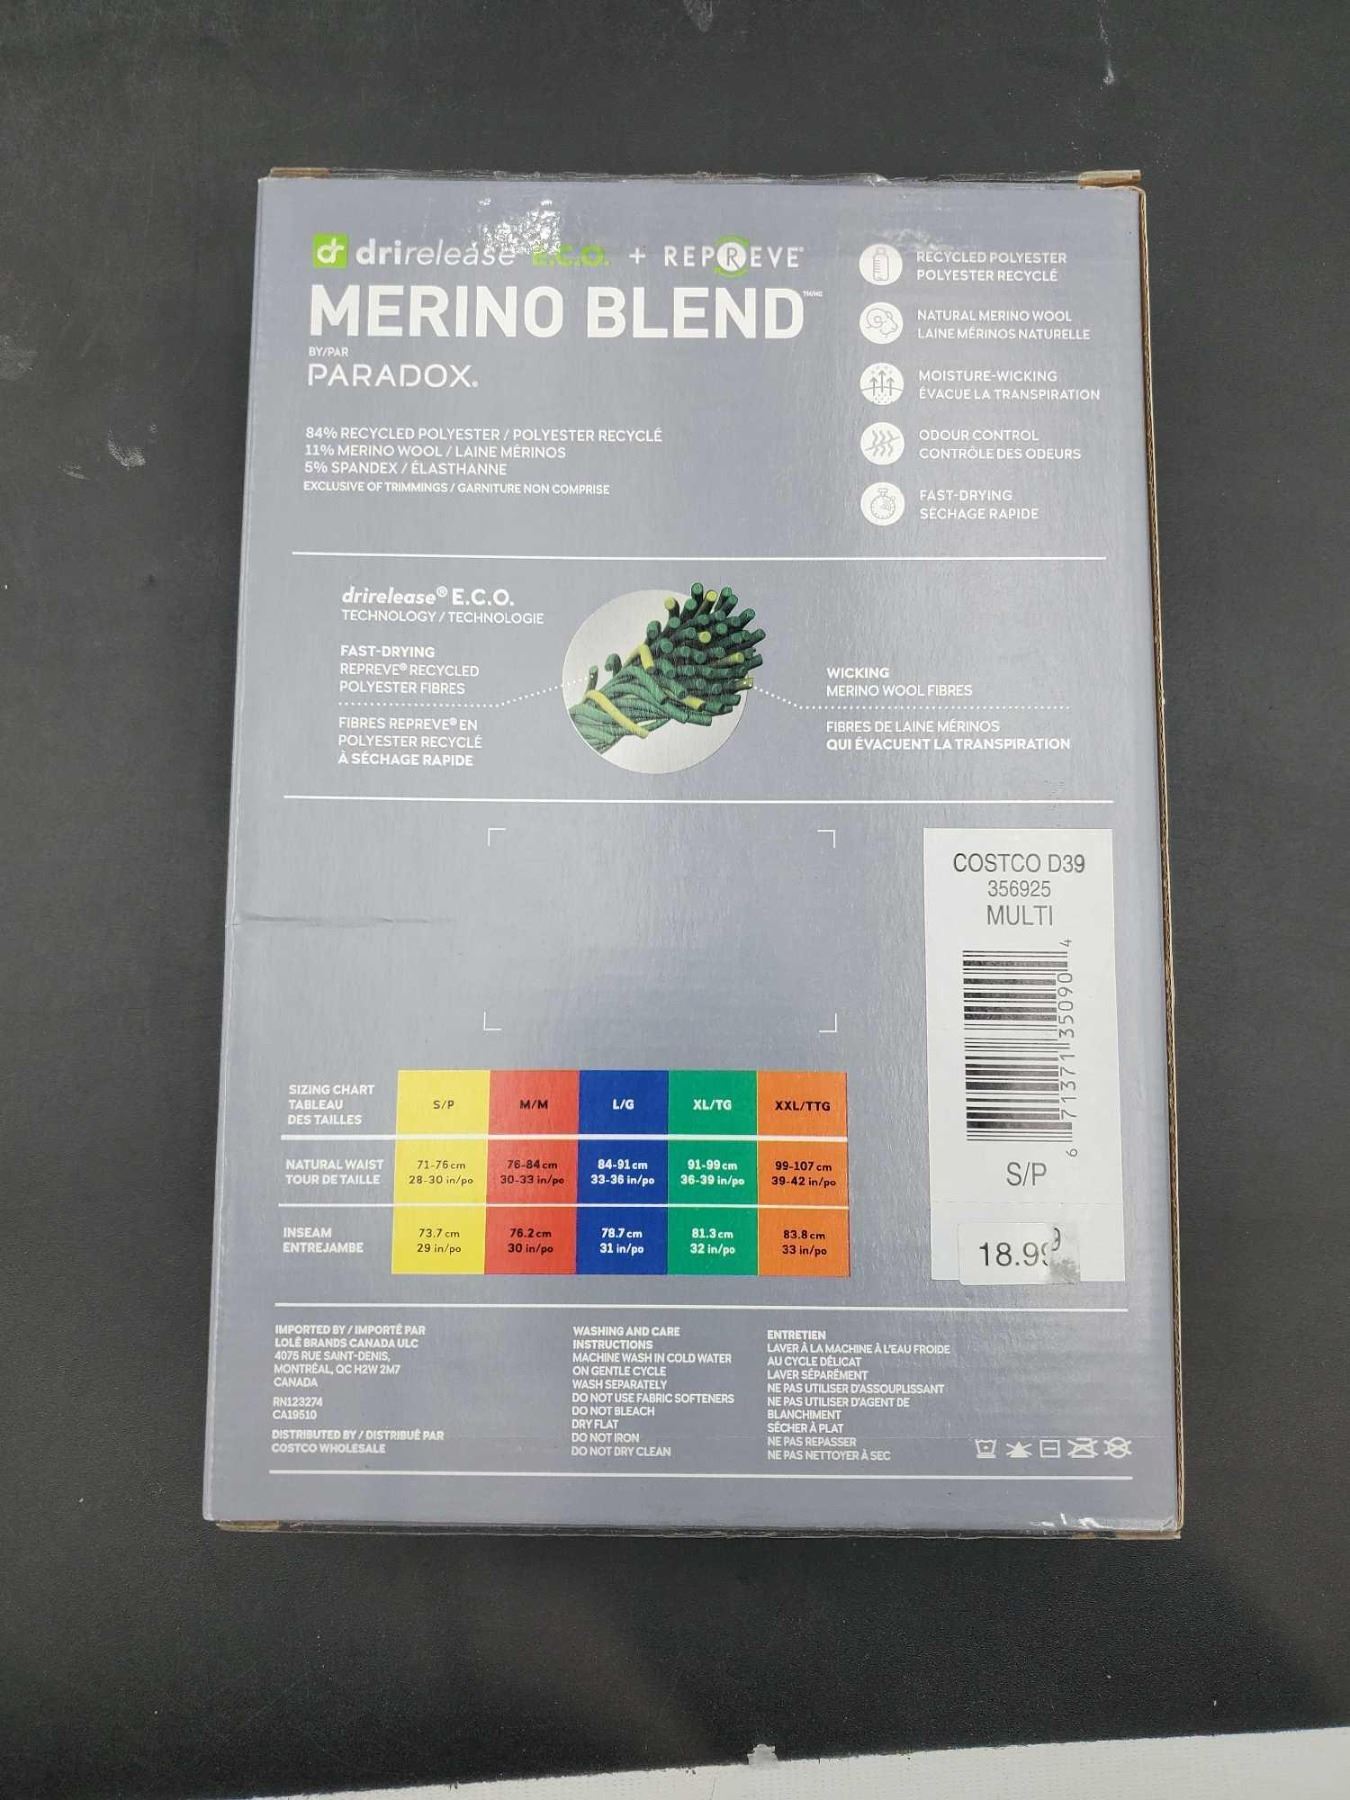 drirelease E.C.O. + REPREVE®
MERINO BLEND™/MC
BY/PAR
PARADOX.
84% RECYCLED POLYESTER / POLYESTER RECYCLÉ
11% MERINO WOOL / LAINE MÉRINOS
5% SPANDEX / ÉLASTHANNE
EXCLUSIVE OF TRIMMINGS / GARNITURE NON COMPRISE
RECYCLED POLYESTER
POLYESTER RECYCLÉ
NATURAL MERINO WOOL
LAINE MÉRINOS NATURELLE
MOISTURE-WICKING
ÉVACUE LA TRANSPIRATION
ODOUR CONTROL
CONTRÔLE DES ODEURS
FAST-DRYING
SÉCHAGE RAPIDE
drirelease® E.C.O.
TECHNOLOGY / TECHNOLOGIE
FAST-DRYING
REPREVE® RECYCLED
POLYESTER FIBRES
FIBRES REPREVE® EN
POLYESTER RECYCLÉ
À SÉCHAGE RAPIDE
WICKING
MERINO WOOL FIBRES
FIBRES DE LAINE MÉRINOS
QUI ÉVACUENT LA TRANSPIRATION
COSTCO D39
356925
MULTI
6 71371 35090 4
S/P
18.99
SIZING CHART
TABLEAU
DES TAILLES
S/P M/M L/G XL/TG XXL/TTG
NATURAL WAIST
TOUR DE TAILLE
71-76 cm 76-84 cm 84-91 cm 91-99 cm 99-107 cm
28-30 in/po 30-33 in/po 33-36 in/po 36-39 in/po 39-42 in/po
INSEAM
ENTREJAMBE
73.7 cm 76.2 cm 78.7 cm 81.3 cm 83.8 cm
29 in/po 30 in/po 31 in/po 32 in/po 33 in/po
IMPORTED BY / IMPORTÉ PAR
LOLË BRANDS CANADA ULC
4075 RUE SAINT-DENIS,
MONTRÉAL, QC H2W 2M7
CANADA
RN123274
CA19510
DISTRIBUTED BY / DISTRIBUÉ PAR
COSTCO WHOLESALE
WASHING AND CARE
INSTRUCTIONS
MACHINE WASH IN COLD WATER
ON GENTLE CYCLE
WASH SEPARATELY
DO NOT USE FABRIC SOFTENERS
DO NOT BLEACH
DRY FLAT
DO NOT IRON
DO NOT DRY CLEAN
ENTRETIEN
LAVER À LA MACHINE À L'EAU FROIDE
AU CYCLE DÉLICAT
LAVER SÉPARÉMENT
NE PAS UTILISER D'ASSOUPLISSANT
NE PAS UTILISER D'AGENT DE
BLANCHIMENT
SÉCHER À PLAT
NE PAS REPASSER
NE PAS NETTOYER À SEC